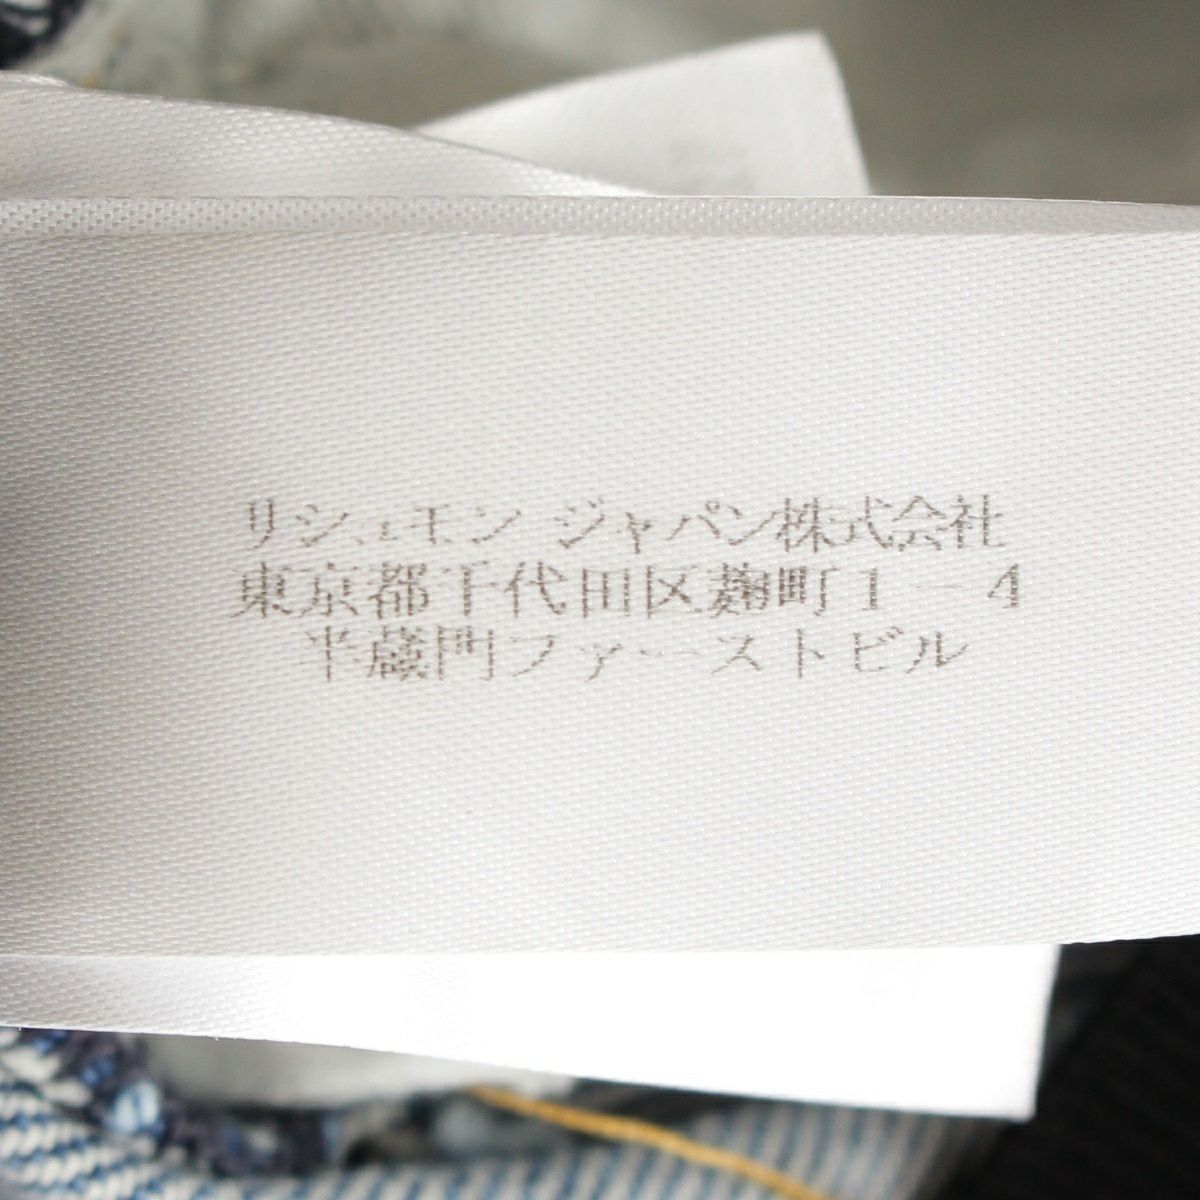 リシュモン ジャパン株式会社
東京都千代田区麹町1-4
半蔵門ファーストビル